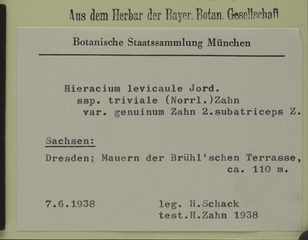 Aus dem Herbar der Bayer. Botan. Gesellschaft
Botanische Staatssammlung München
Hieracium levicaule Jord.
ssp. triviale (Norrl.)Zahn
var. genuinum Zahn 2.subatriceps Z.
Sachsen:
Dresden; Mauern der Brühl'schen Terrasse,
ca. 110 m.
7.6.1938 leg. H.Schack
test.H.Zahn 1938